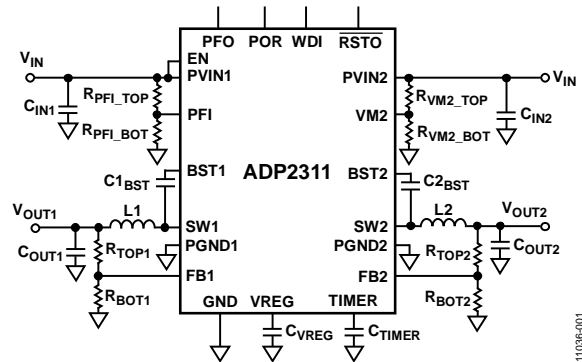 PFO POR WDI RSTO
EN
VIN PVIN1 PVIN2 VIN
CIN1 RPFI_TOP RVM2_TOP CIN2
PFI VM2
RPFI_BOT RVM2_BOT
BST1 ADP2311 BST2
C1BST C2BST
VOUT1 L1 SW1 SW2 L2 VOUT2
COUT1 RTOP1 PGND1 PGND2 RTOP2 COUT2
FB1 FB2
RBOT1 RBOT2
GND VREG TIMER
CVREG CTIMER
11036-001